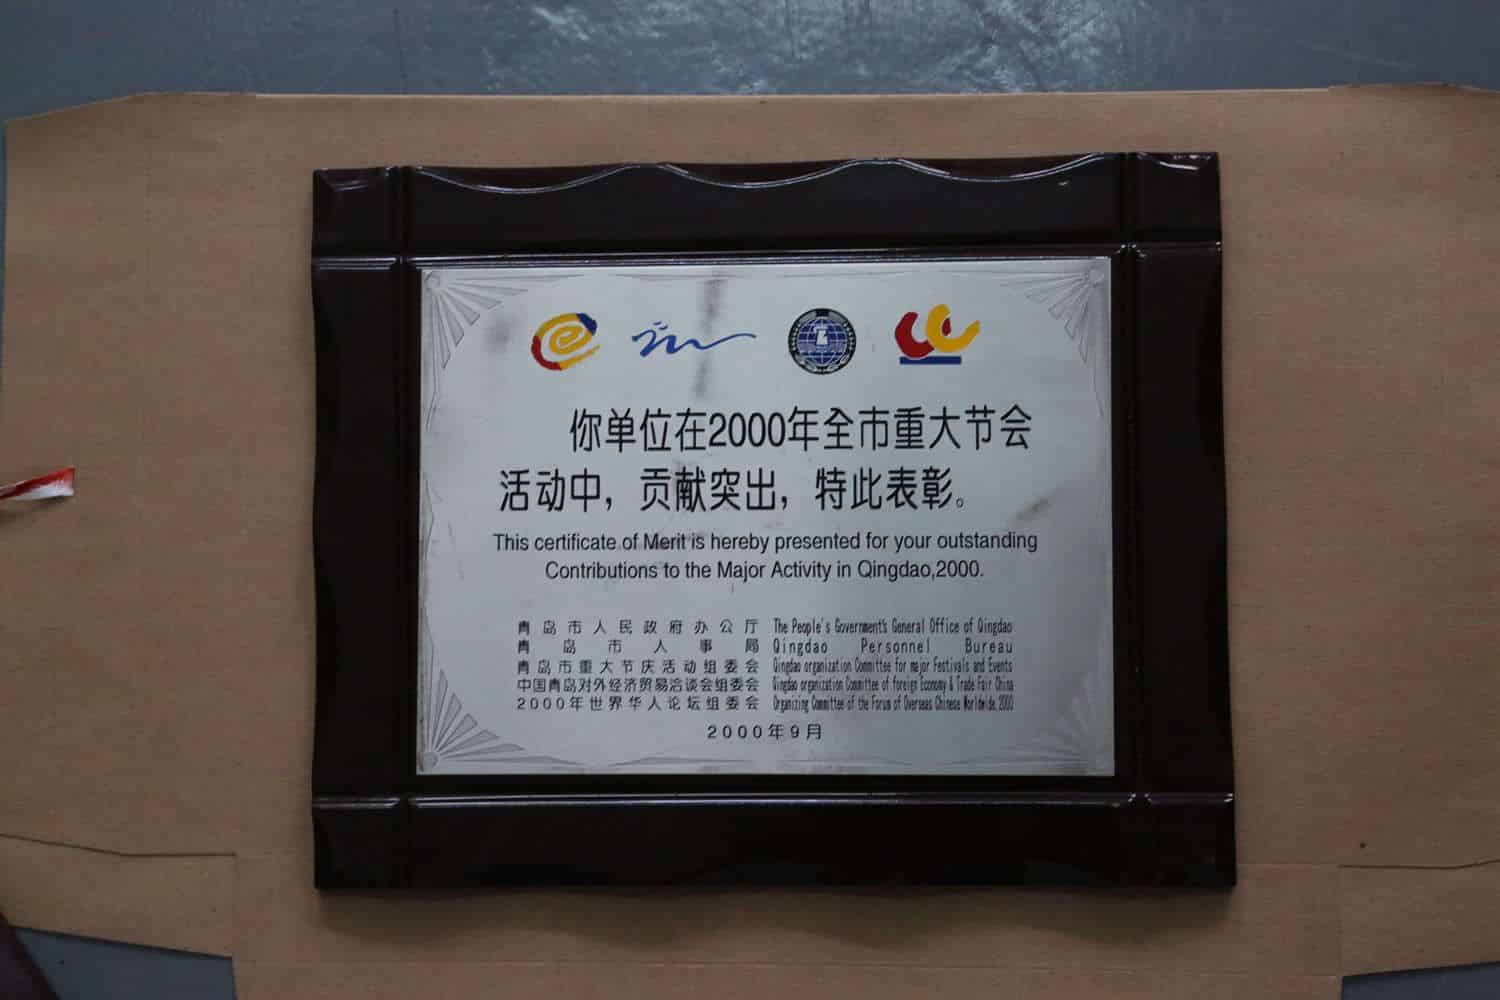 你单位在2000年全市重大节会
活动中，贡献突出，特此表彰。
This certificate of Merit is hereby presented for your outstanding
Contributions to the Major Activity in Qingdao,2000.
青岛市人民政府办公厅 The People's Government's General Office of Qingdao
青岛市人事局 Qingdao Personnel Bureau
青岛市重大节庆活动组委会 Qingdao organization Committee for major Festivals and Events
中国青岛对外经济贸易洽谈会组委会 Qingdao organization Committee of foreign Economy & Trade Fair China
2000年世界华人论坛组委会 Organizing Committee of the Forum of Overseas Chinese Worldwide, 2000
2000年9月